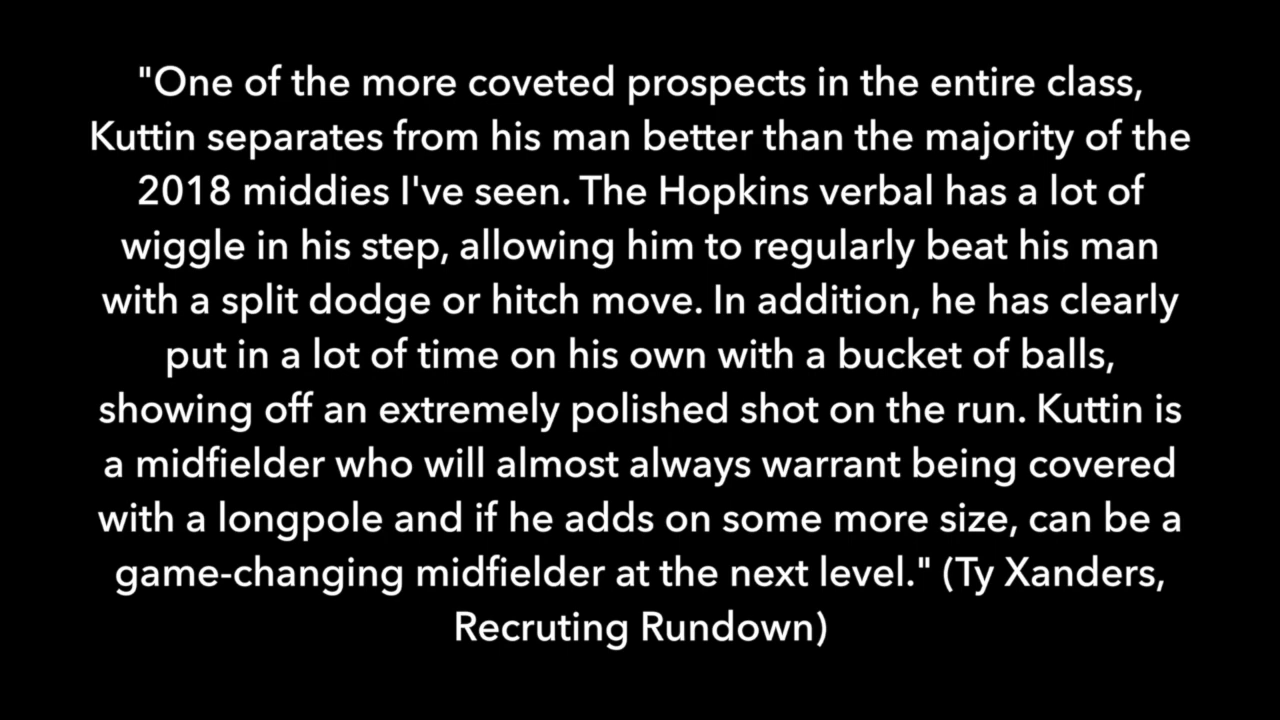 "One of the more coveted prospects in the entire class,
Kuttin separates from his man better than the majority of the
2018 middies I've seen. The Hopkins verbal has a lot of
wiggle in his step, allowing him to regularly beat his man
with a split dodge or hitch move. In addition, he has clearly
put in a lot of time on his own with a bucket of balls,
showing off an extremely polished shot on the run. Kuttin is
a midfielder who will almost always warrant being covered
with a longpole and if he adds on some more size, can be a
game-changing midfielder at the next level." (Ty Xanders,
Recruting Rundown)